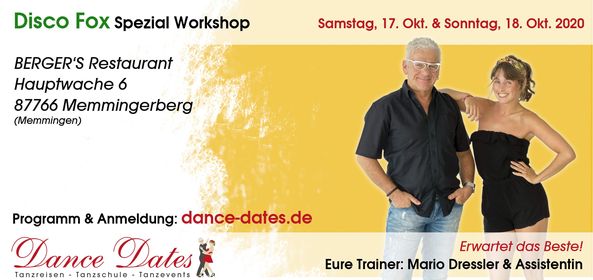 Disco Fox Spezial Workshop
Samstag, 17. Okt. & Sonntag, 18. Okt. 2020
BERGER'S Restaurant
Hauptwache 6
87766 Memmingerberg
(Memmingen)
Programm & Anmeldung: dance-dates.de
Dance Dates
Tanzreisen - Tanzschule - Tanzevents
Erwartet das Beste!
Eure Trainer: Mario Dressler & Assistentin